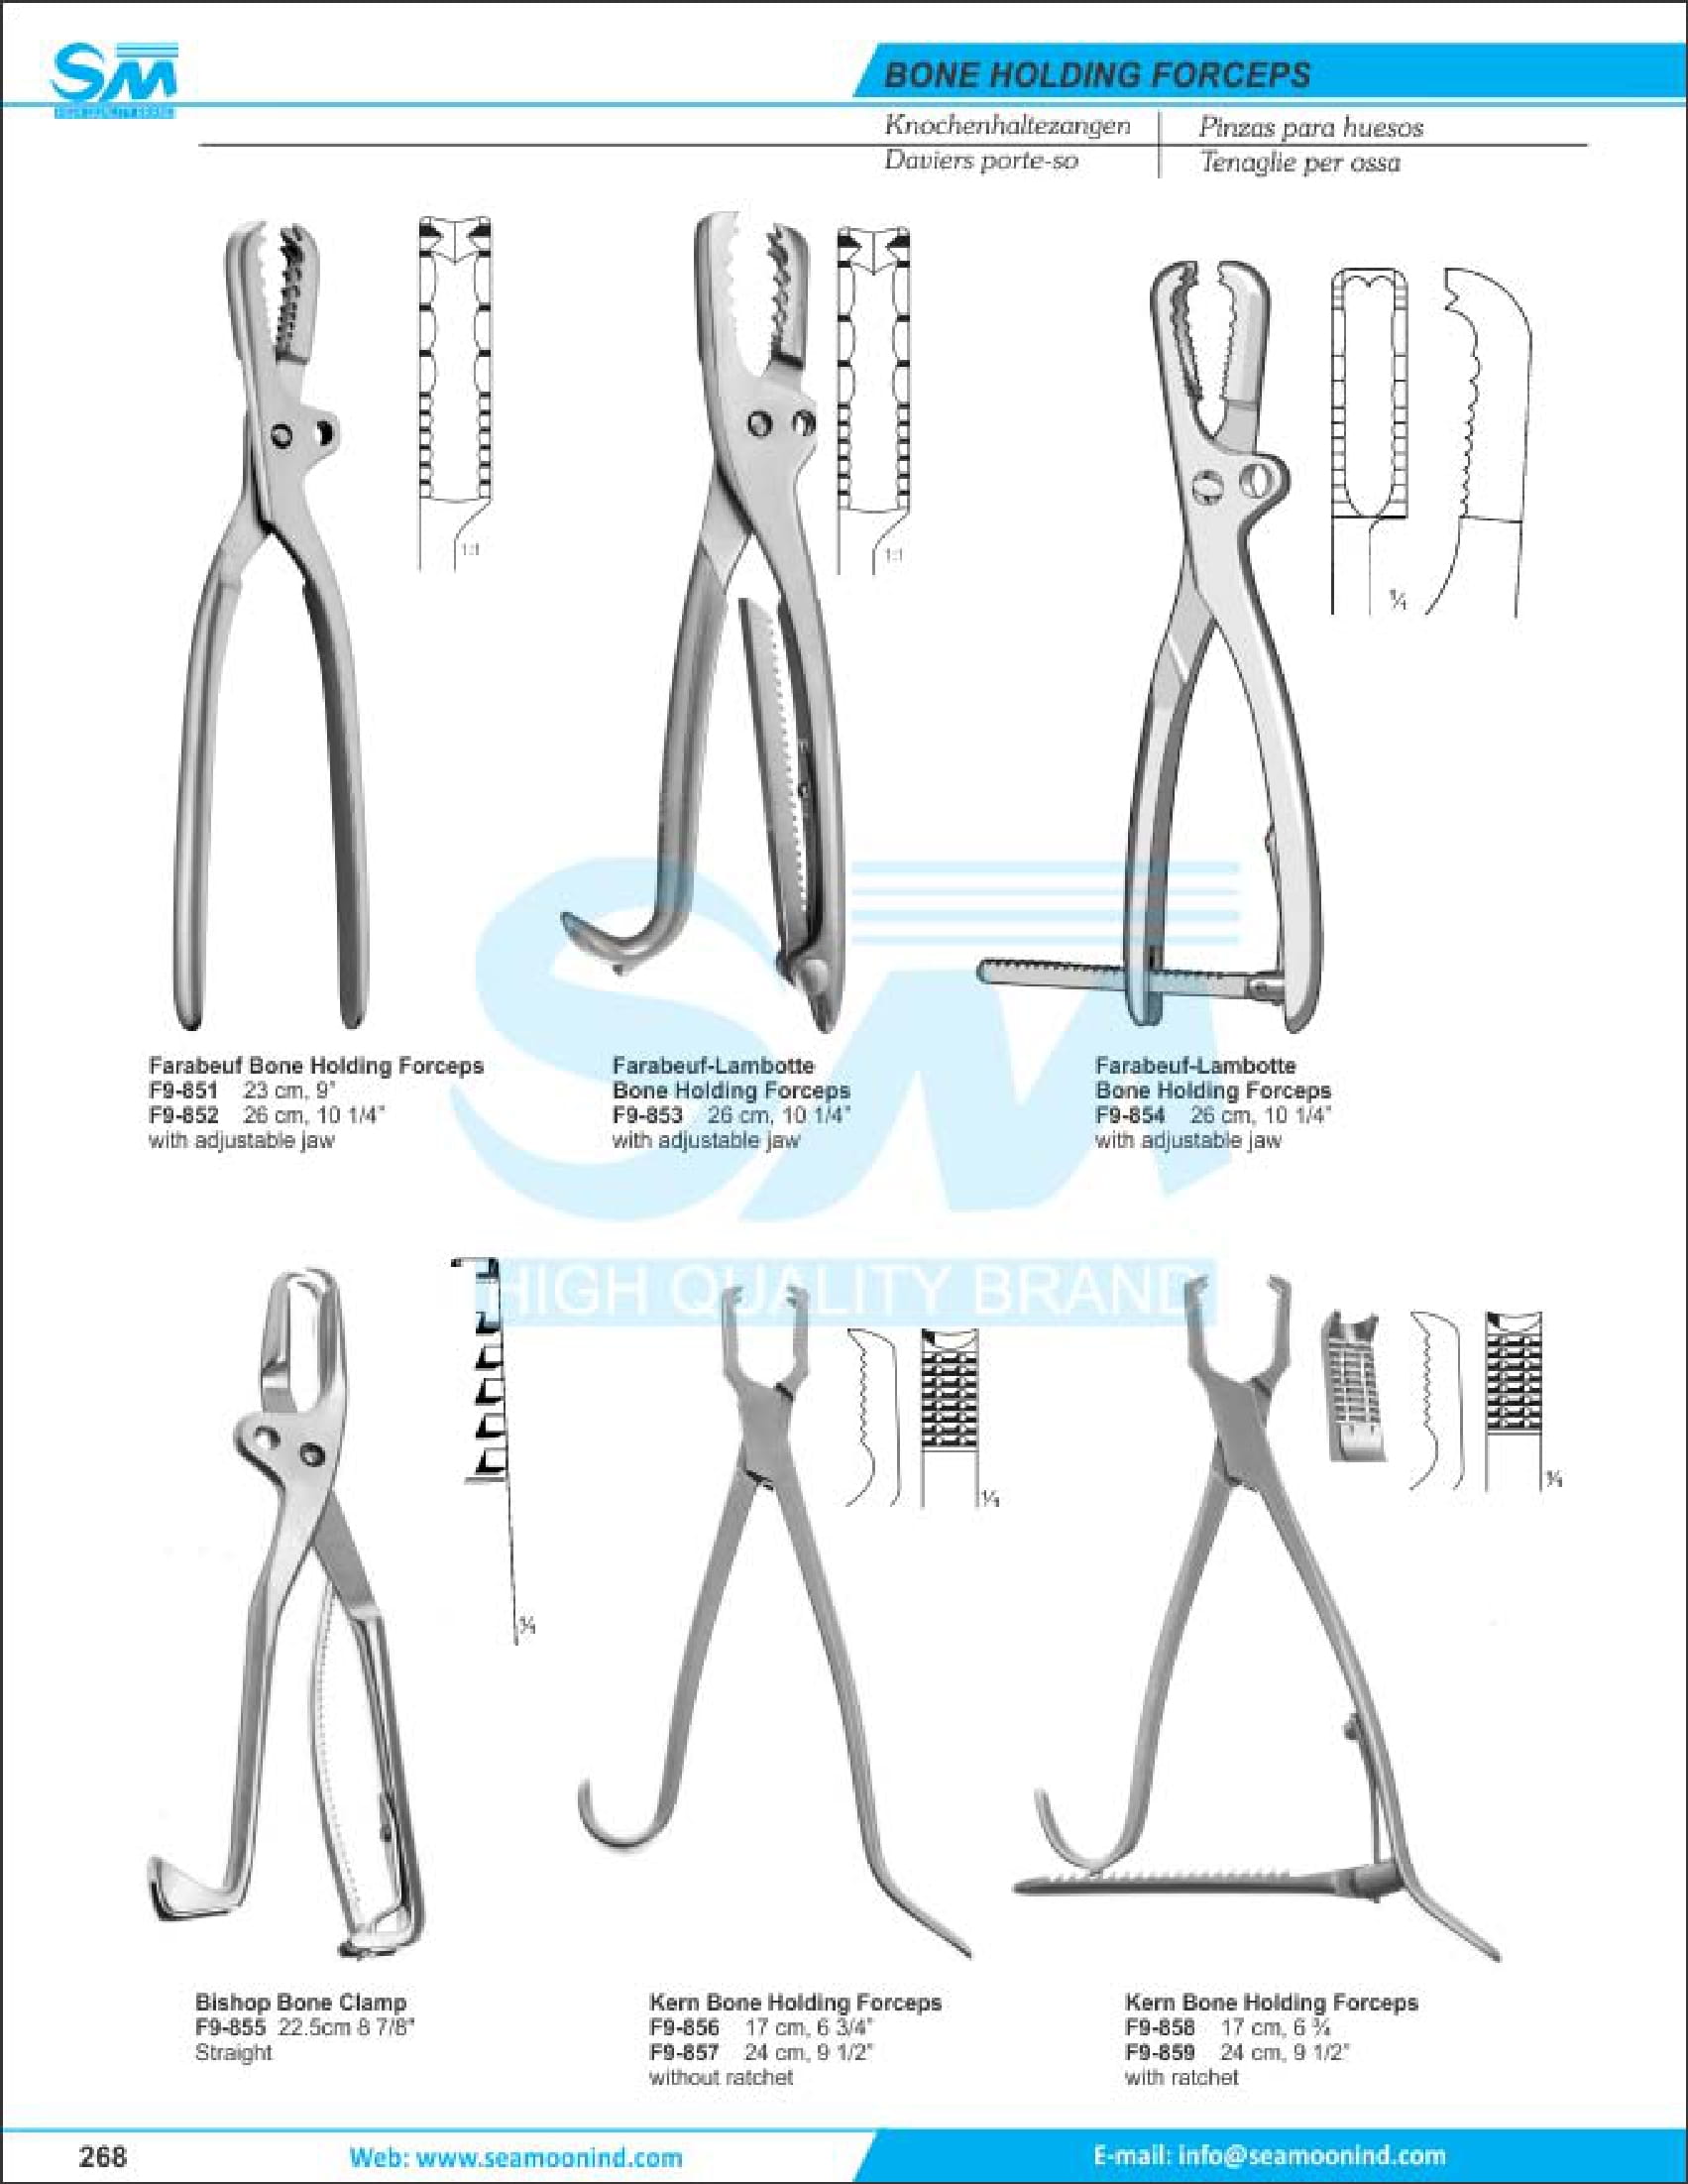 SM
BONE HOLDING FORCEPS
Knochenhaltezangen
Pinzas para huesos
Daviers porte-so
Tenaglie per ossa
1:1
1:1
1/1
Farabeuf Bone Holding Forceps
F9-851 23 cm, 9"
F9-852 26 cm, 10 1/4"
with adjustable jaw
Farabeuf-Lambotte
Bone Holding Forceps
F9-853 26 cm, 10 1/4"
with adjustable jaw
Farabeuf-Lambotte
Bone Holding Forceps
F9-854 26 cm, 10 1/4"
with adjustable jaw
SM
HIGH QUALITY BRAND
Bishop Bone Clamp
F9-855 22.5cm 8 7/8"
Straight
Kern Bone Holding Forceps
F9-856 17 cm, 6 3/4"
F9-857 24 cm, 9 1/2"
without ratchet
Kern Bone Holding Forceps
F9-858 17 cm, 6 ¾
F9-859 24 cm, 9 1/2"
with ratchet
268
Web: www.seamoonind.com
E-mail: info@seamoonind.com